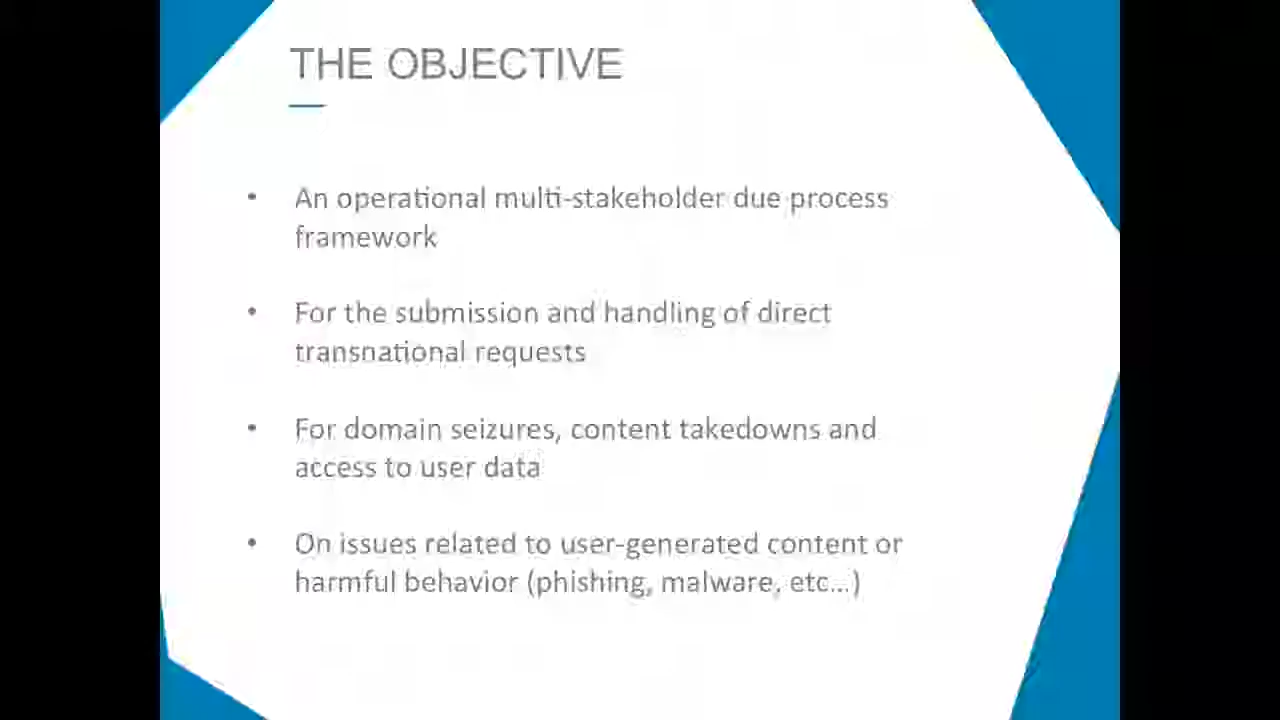 THE OBJECTIVE
• An operational multi-stakeholder due process
framework
• For the submission and handling of direct
transnational requests
• For domain seizures, content takedowns and
access to user data
• On issues related to user-generated content or
harmful behavior (phishing, malware, etc...)